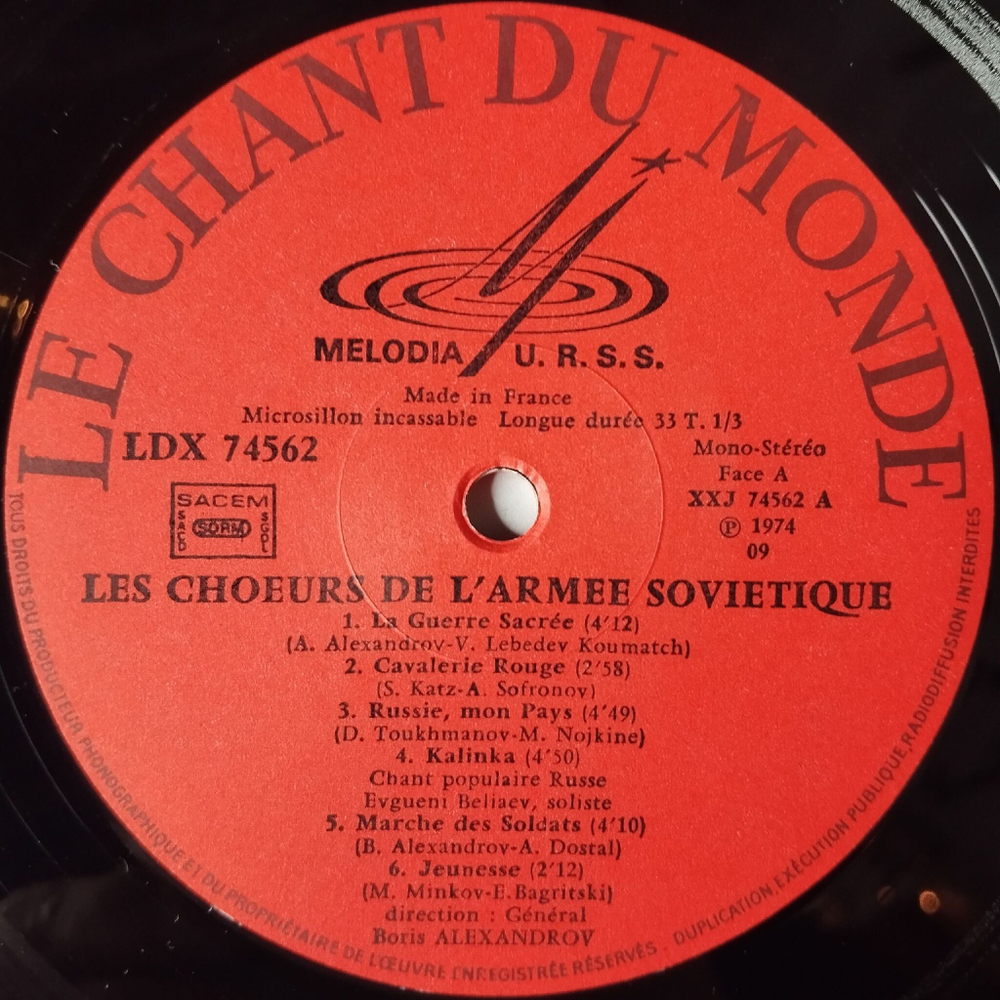 LE CHANT DU MONDE
MELODIA U. R. S. S.
Made in France
Microsillon incassable Longue durée 33 T. 1/3
LDX 74562
Mono-Stéréo
Face A
XXJ 74562 A
℗ 1974
09
SACEM
SACD SDRM SGDL
LES CHOEURS DE L'ARMEE SOVIETIQUE
1. La Guerre Sacrée (4'12)
(A. Alexandrov-V. Lebedev Koumatch)
2. Cavalerie Rouge (2'58)
(S. Katz-A. Sofronov)
3. Russie, mon Pays (4'49)
(D. Toukhmanov-M. Nojkine)
4. Kalinka (4'50)
Chant populaire Russe
Evgueni Beliaev, soliste
5. Marche des Soldats (4'10)
(B. Alexandrov-A. Dostal)
6. Jeunesse (2'12)
(M. Minkov-E.Bagritski)
direction : Général
Boris ALEXANDROV
TOUS DROITS DU PRODUCTEUR PHONOGRAPHIQUE ET DU PROPRIÉTAIRE DE L'ŒUVRE ENREGISTRÉE RÉSERVÉS . DUPLICATION, EXÉCUTION PUBLIQUE, RADIODIFFUSION INTERDITES